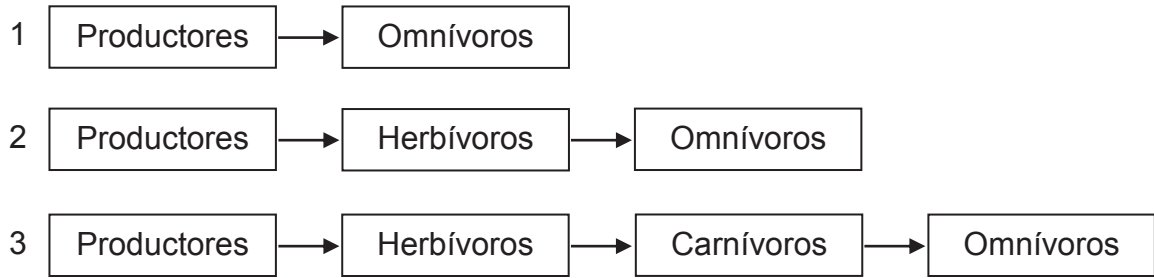 1 Productores Omnívoros
2 Productores Herbívoros Omnívoros
3 Productores Herbívoros Carnívoros Omnívoros